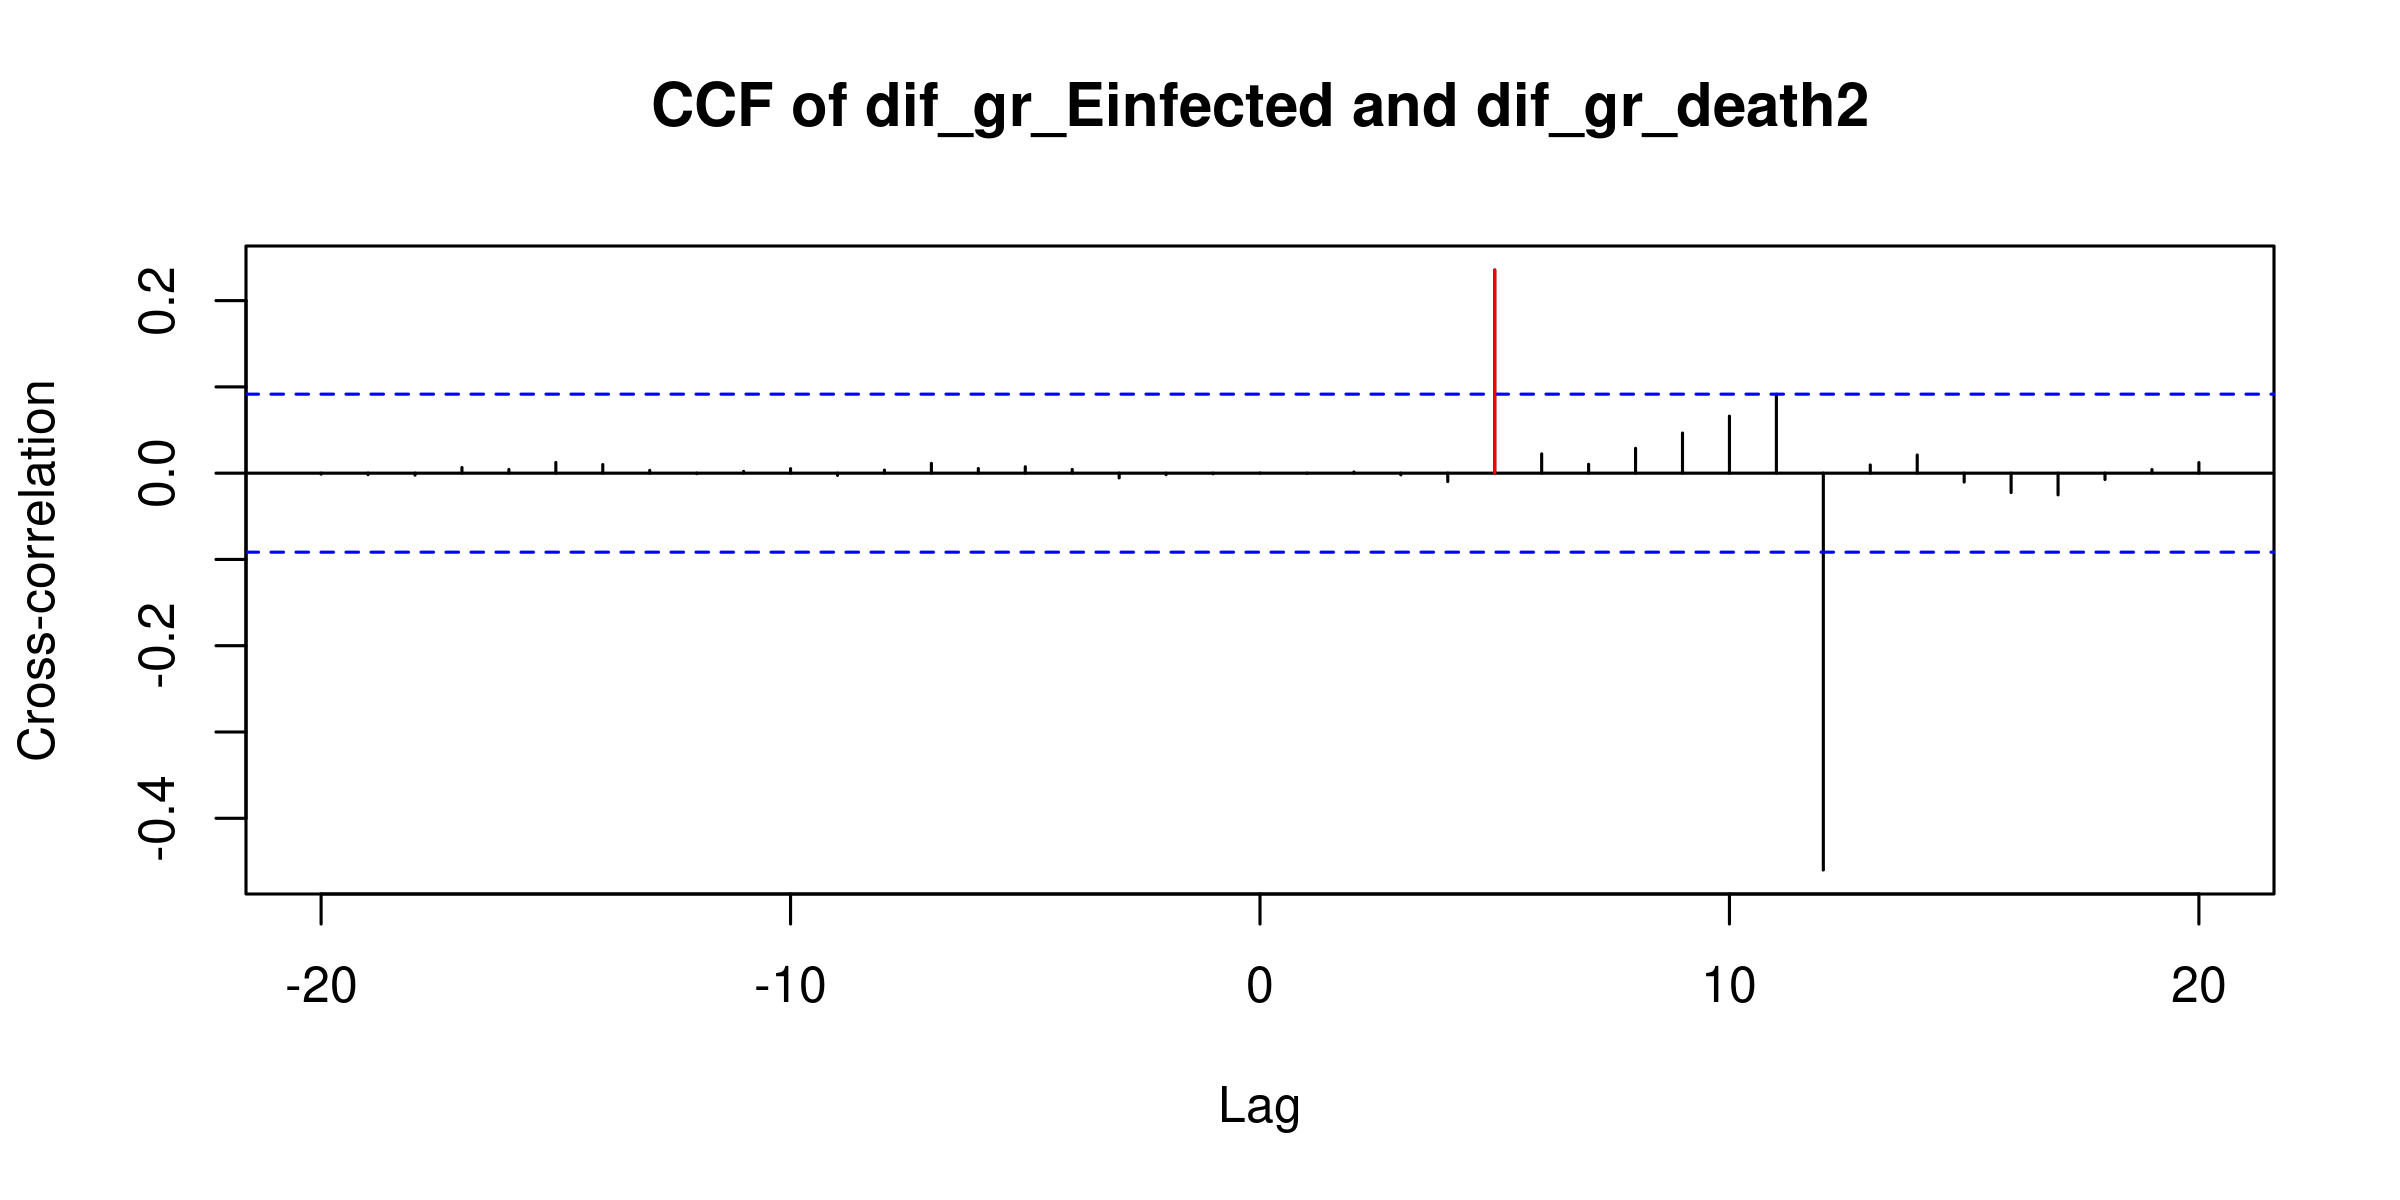 CCF of dif_gr_Einfected and dif_gr_death2
Cross-correlation
0.2
0.0
-0.2
-0.4
-20 -10 0 10 20
Lag